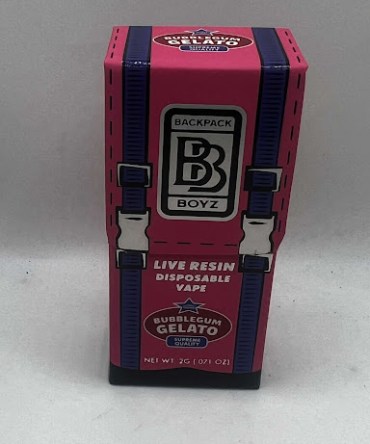 BUBBLEGUM
GELATO
SUPREME
QUALITY
BACKPACK
BB
BOYZ
LIVE RESIN
DISPOSABLE
VAPE
BUBBLEGUM
GELATO
SUPREME
QUALITY
NET WT. 2G (.071 OZ)